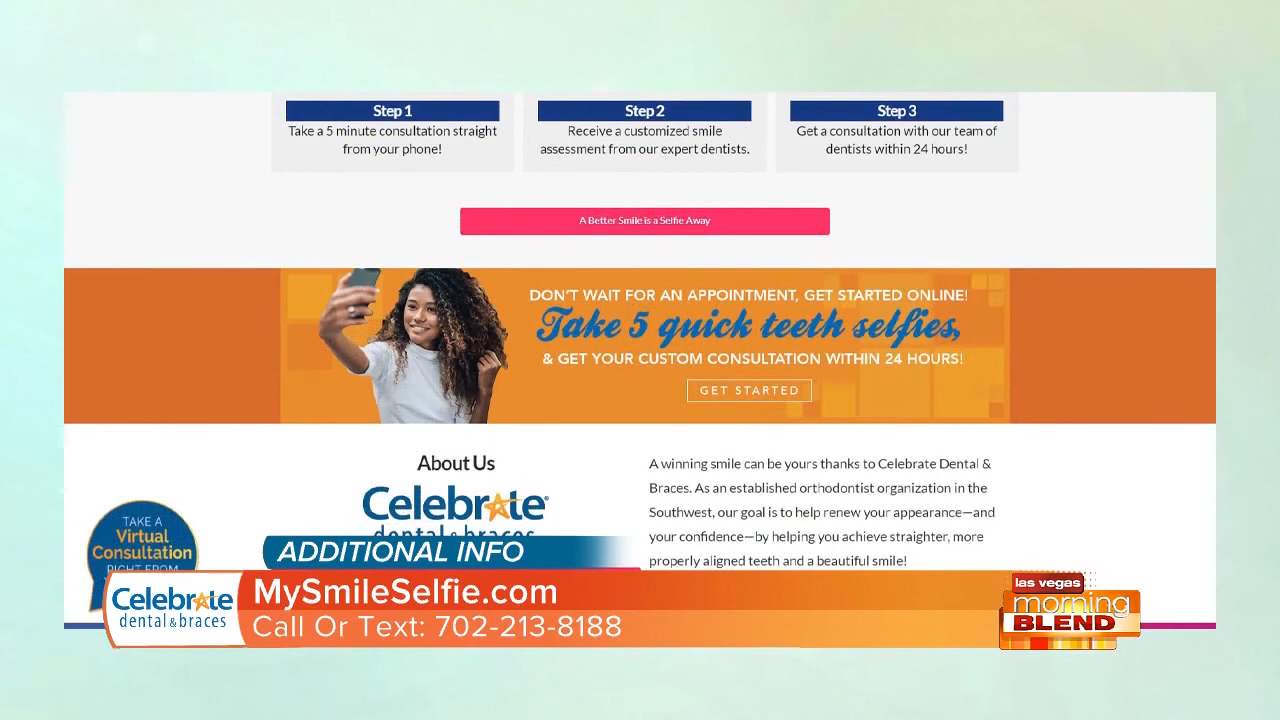 Step 1
Take a 5 minute consultation straight
from your phone!
Step 2
Receive a customized smile
assessment from our expert dentists.
Step 3
Get a consultation with our team of
dentists within 24 hours!
A Better Smile is a Selfie Away
DON'T WAIT FOR AN APPOINTMENT, GET STARTED ONLINE!
Take 5 quick teeth selfies,
& GET YOUR CUSTOM CONSULTATION WITHIN 24 HOURS!
GET STARTED
About Us
Celebrate®
dental & braces
A winning smile can be yours thanks to Celebrate Dental &
Braces. As an established orthodontist organization in the
Southwest, our goal is to help renew your appearance—and
your confidence—by helping you achieve straighter, more
properly aligned teeth and a beautiful smile!
TAKE A
Virtual
Consultation
RIGHT FROM
ADDITIONAL INFO
Celebrate
dental & braces
MySmileSelfie.com
Call Or Text: 702-213-8188
las vegas
morning
BLEND